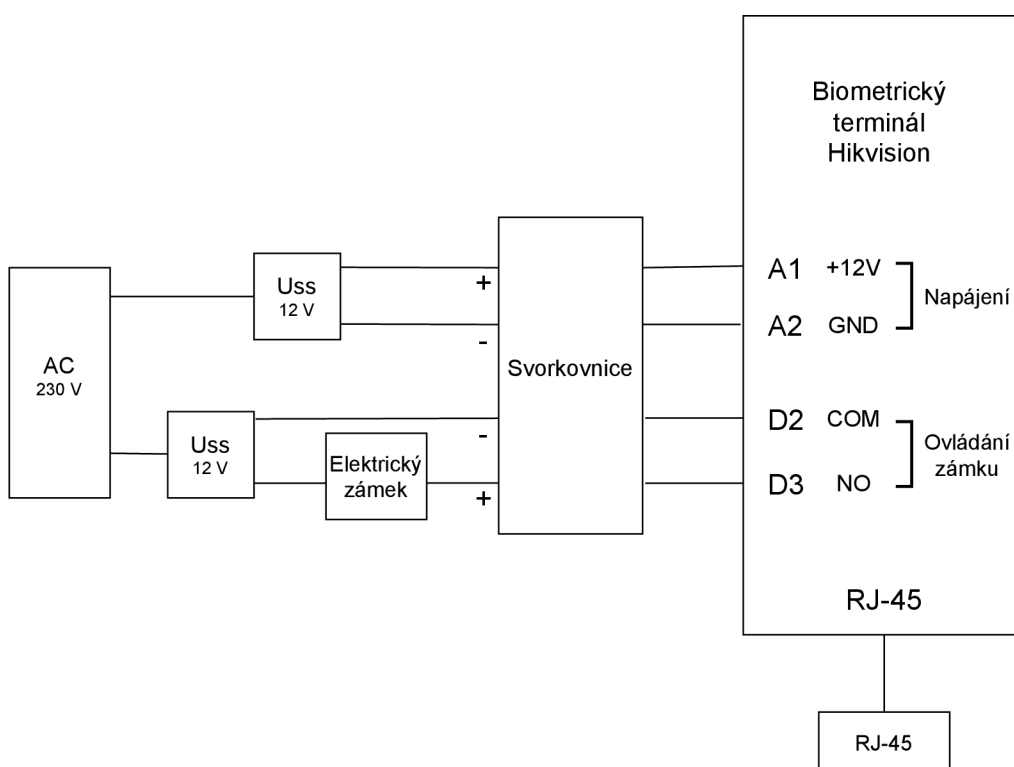 Biometrický
terminál
Hikvision
AC
230 V
Uss
12 V
+
-
Uss
12 V
-
+
Elektrický
zámek
Svorkovnice
A1 +12V
A2 GND
Napájení
D2 COM
D3 NO
Ovládání
zámku
RJ-45
RJ-45